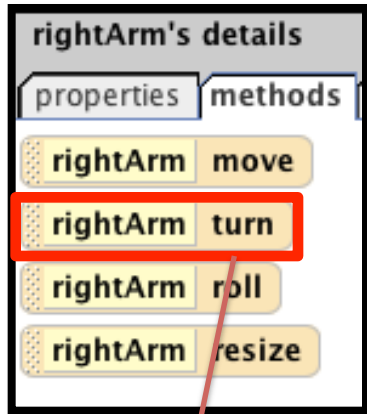 rightArm's details
properties methods
rightArm move
rightArm turn
rightArm roll
rightArm resize